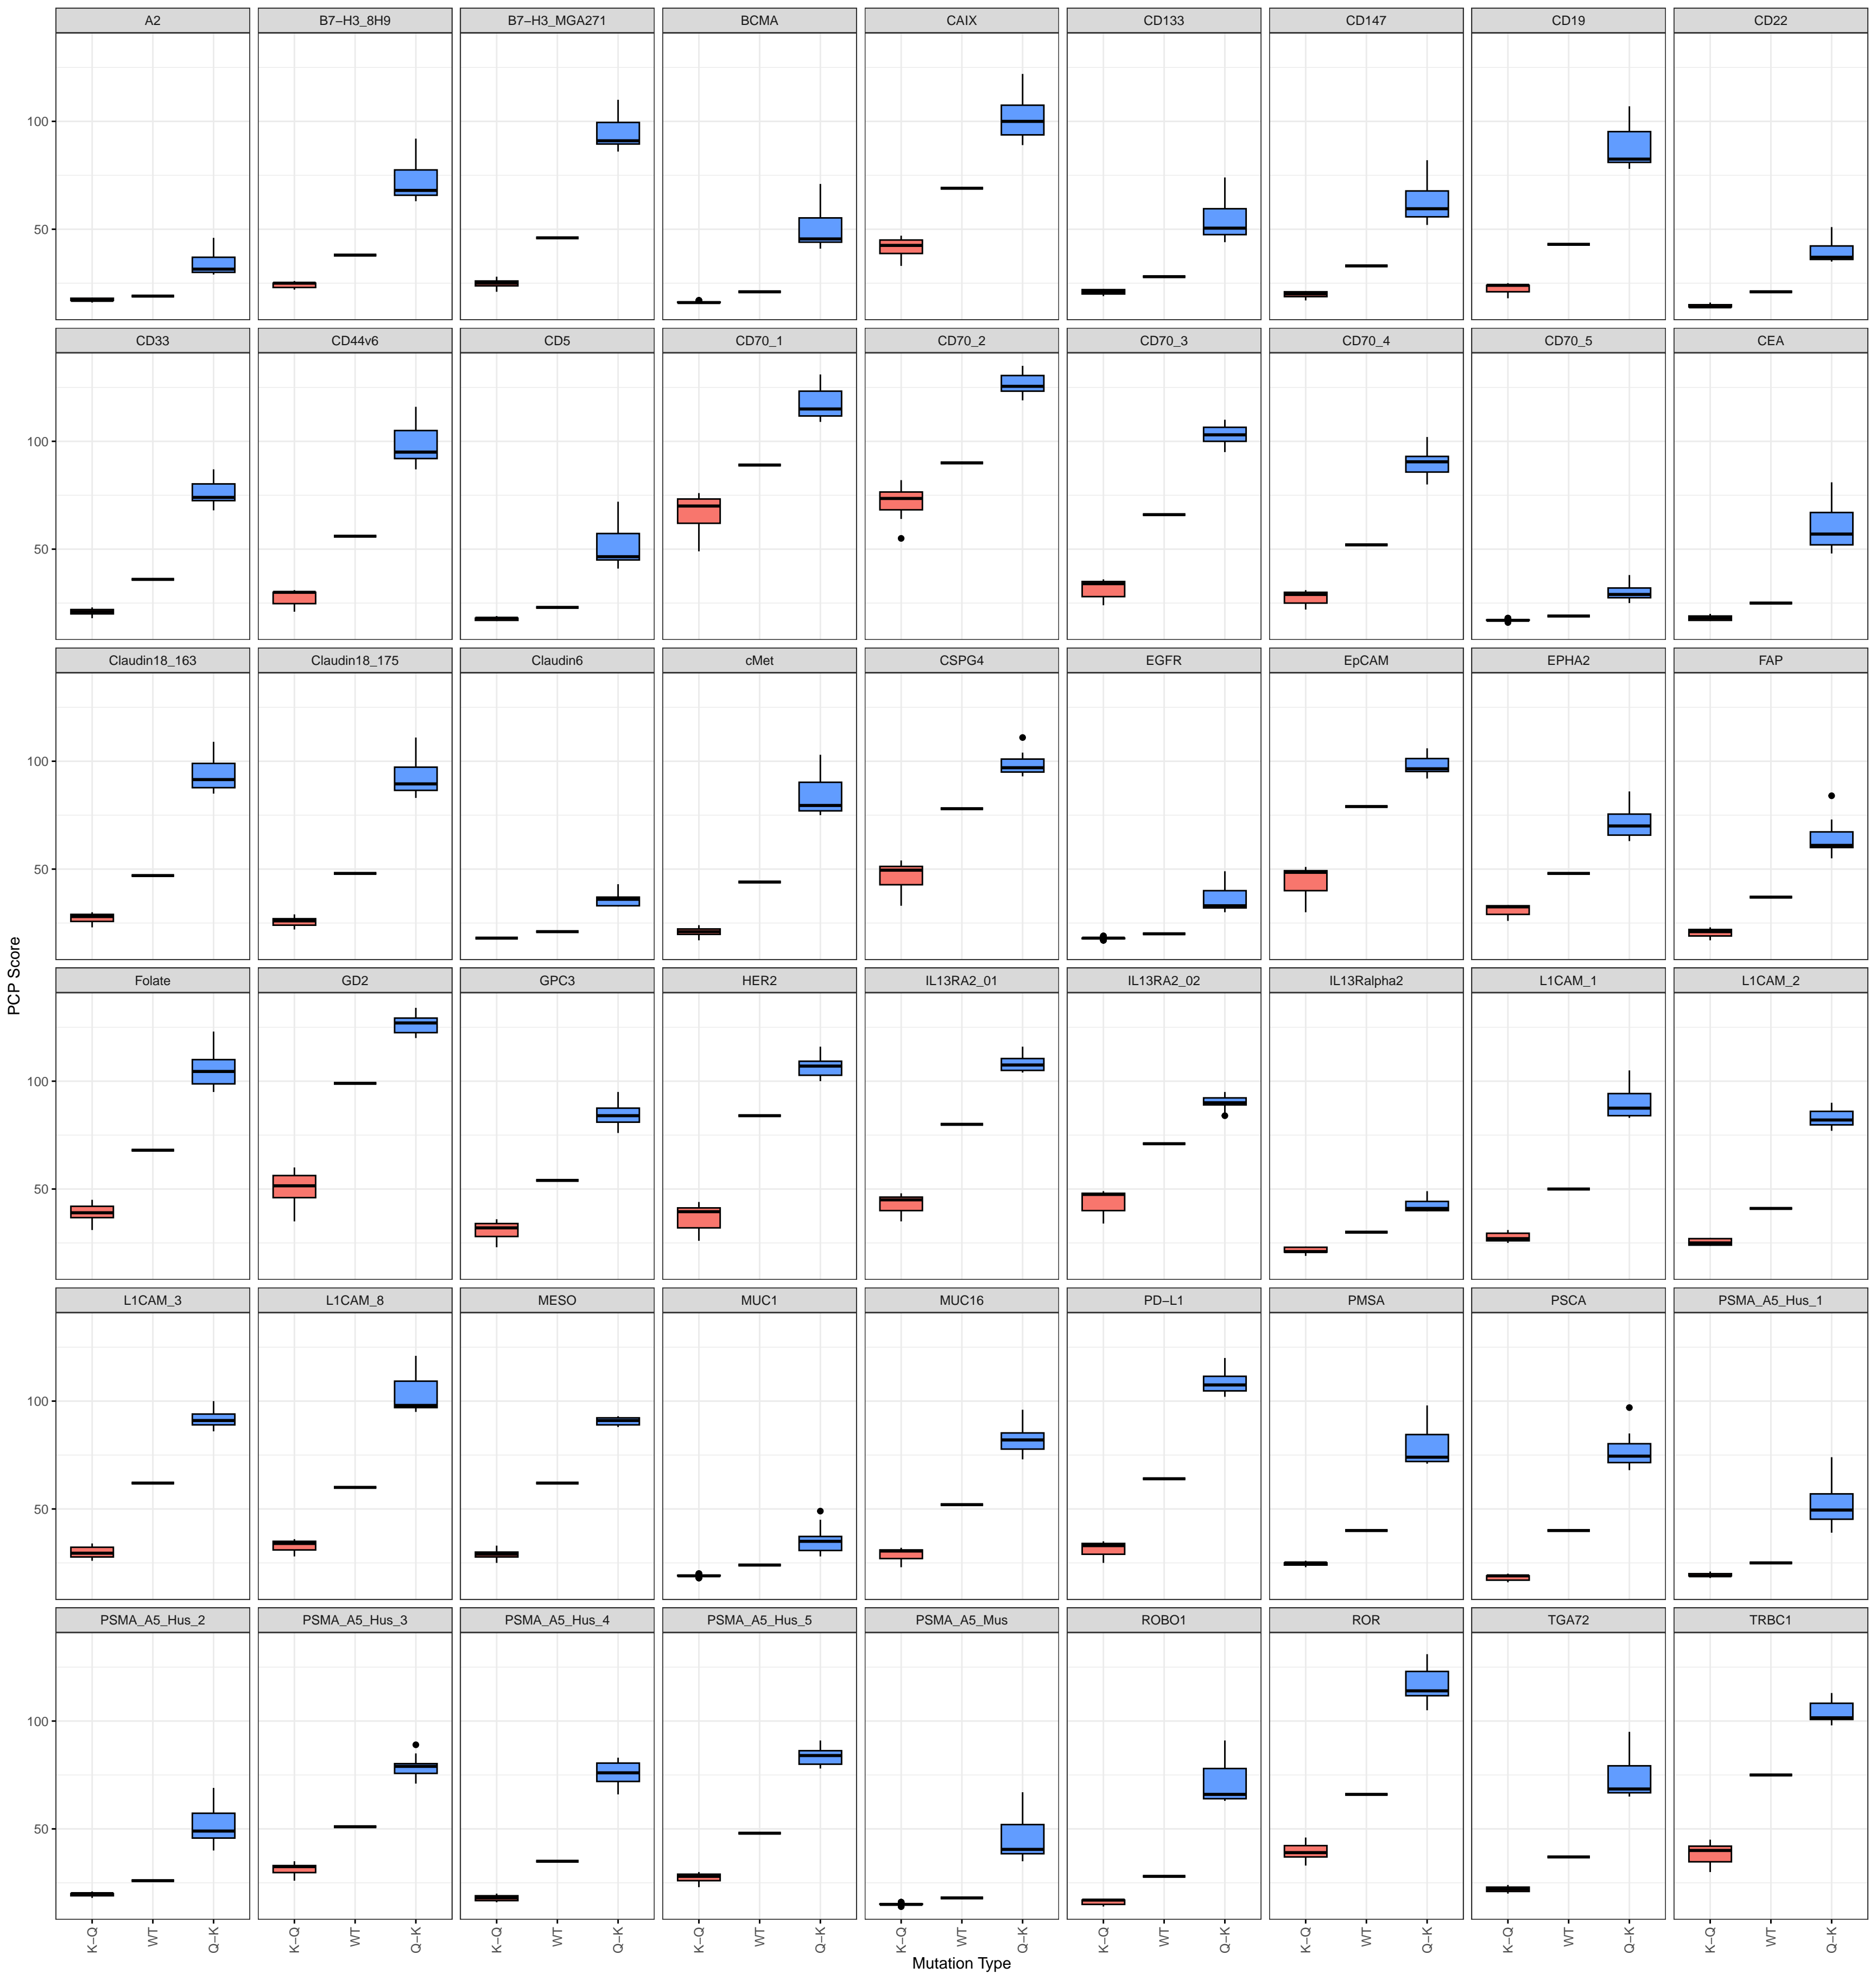 A2 B7−H3_8H9 B7−H3_MGA271 BCMA CAIX CD133 CD147 CD19 CD22
100
50
CD33 CD44v6 CD5 CD70_1 CD70_2 CD70_3 CD70_4 CD70_5 CEA
100
50
Claudin18_163 Claudin18_175 Claudin6 cMet CSPG4 EGFR EpCAM EPHA2 FAP
100
50
PCP Score
Folate GD2 GPC3 HER2 IL13RA2_01 IL13RA2_02 IL13Ralpha2 L1CAM_1 L1CAM_2
100
50
L1CAM_3 L1CAM_8 MESO MUC1 MUC16 PD−L1 PMSA PSCA PSMA_A5_Hus_1
100
50
PSMA_A5_Hus_2 PSMA_A5_Hus_3 PSMA_A5_Hus_4 PSMA_A5_Hus_5 PSMA_A5_Mus ROBO1 ROR TGA72 TRBC1
100
50
K−Q WT Q−K K−Q WT Q−K K−Q WT Q−K K−Q WT Q−K K−Q WT Q−K K−Q WT Q−K K−Q WT Q−K K−Q WT Q−K K−Q WT Q−K
Mutation Type